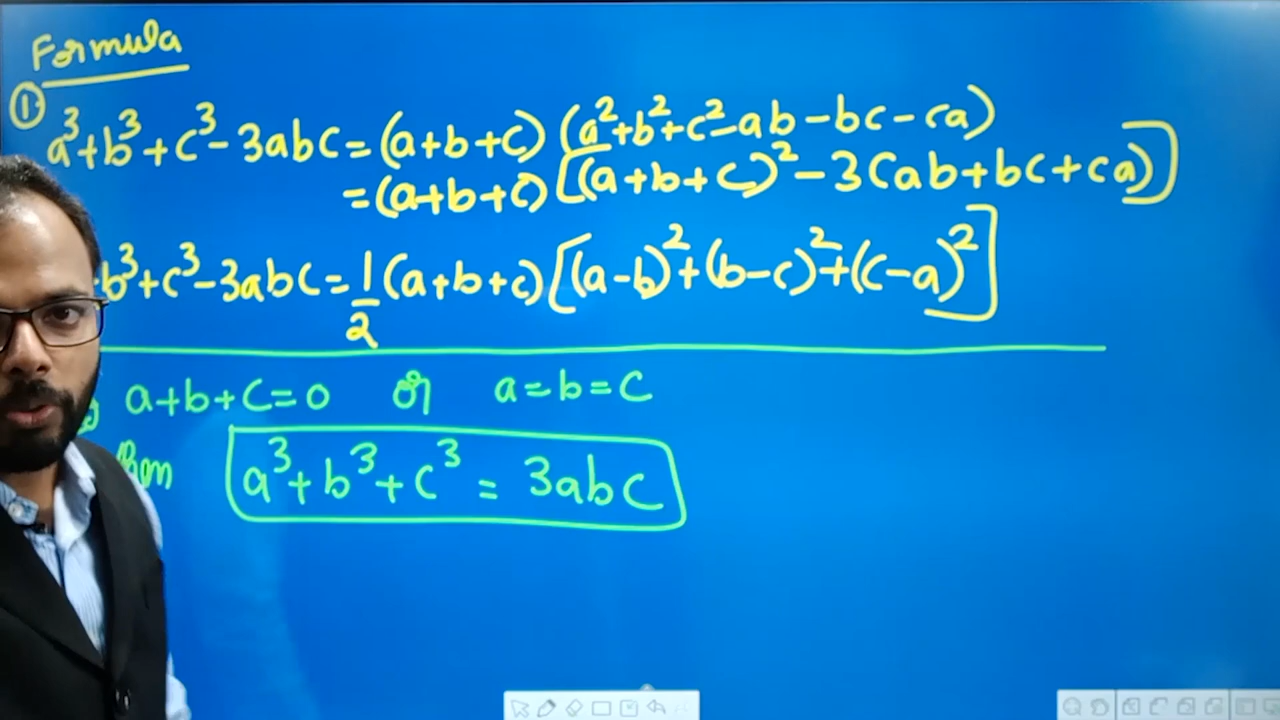 Formula
① a³+b³+c³-3abc=(a+b+c)(a²+b²+c²-ab-bc-ca)
=(a+b+c)[(a+b+c)²-3(ab+bc+ca)]
b³+c³-3abc=1/2(a+b+c)[(a-b)²+(b-c)²+(c-a)²]
a+b+c=0 or a=b=c
a³+b³+c³=3abc